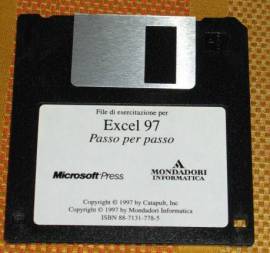 File di esercitazione per
Excel 97
Passo per passo
Microsoft Press
MONDADORI
INFORMATICA
Copyright © 1997 by Catapult, Inc
Copyright © 1997 by Mondadori Informatica
ISBN 88-7131-778-5